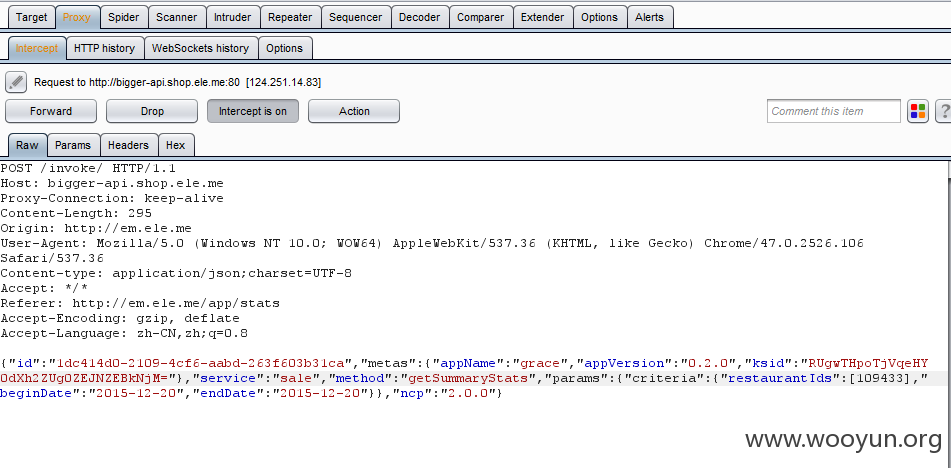 Target Proxy Spider Scanner Intruder Repeater Sequencer Decoder Comparer Extender Options Alerts
Intercept HTTP history WebSockets history Options
Request to http://bigger-api.shop.ele.me:80 [124.251.14.83]
Forward Drop Intercept is on Action Comment this item ?
Raw Params Headers Hex
POST /invoke/ HTTP/1.1
Host: bigger-api.shop.ele.me
Proxy-Connection: keep-alive
Content-Length: 295
Origin: http://em.ele.me
User-Agent: Mozilla/5.0 (Windows NT 10.0; WOW64) AppleWebKit/537.36 (KHTML, like Gecko) Chrome/47.0.2526.106
Safari/537.36
Content-type: application/json;charset=UTF-8
Accept: */*
Referer: http://em.ele.me/app/stats
Accept-Encoding: gzip, deflate
Accept-Language: zh-CN,zh;q=0.8
{"id":"1dc414d0-2109-4cf6-aabd-263f603b31ca","metas":{"appName":"grace","appVersion":"0.2.0","ksid":"RUgwTHpoTjVqeHY
OdXh2ZUgOZEJNZEBkNjM="},"service":"sale","method":"getSummaryStats","params":{"criteria":{"restaurantIds":[109433],"
beginDate":"2015-12-20","endDate":"2015-12-20"}},"ncp":"2.0.0"}
www.wooyun.org